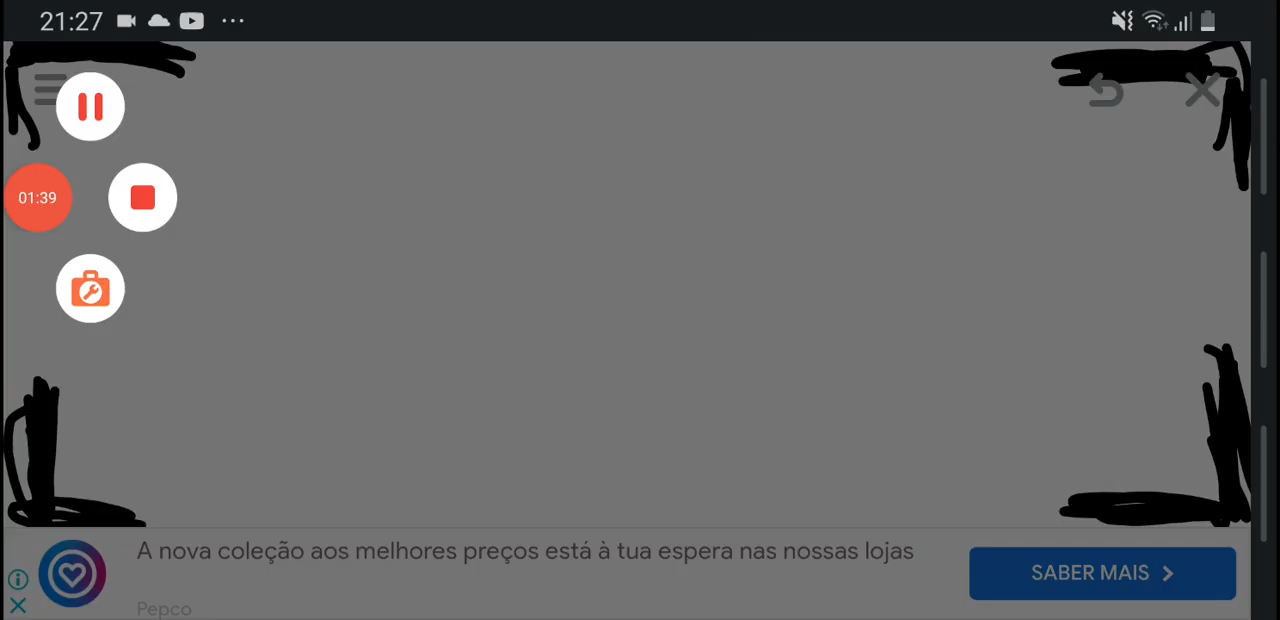 21:27
01:39
A nova coleção aos melhores preços está à tua espera nas nossas lojas
Pepco
SABER MAIS